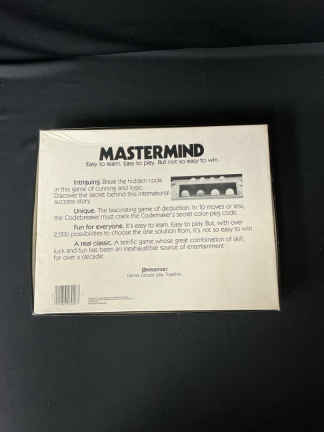 MASTERMIND
Easy to learn. Easy to play. But not so easy to win.
Intriguing. Break the hidden code
in this game of cunning and logic.
Discover the secret behind this international
success story.
Unique. The fascinating game of deduction. In 10 moves or less,
the Codebreaker must crack the Codemaker's secret color-play code.
Fun for everyone. It's easy to learn. Easy to play. But, with over
2,000 possibilities to choose the one solution from, it's not so easy to win.
A real classic. A terrific game whose great combination of skill,
luck and fun has been an inexhaustible source of entertainment
for over a decade.
Pressman